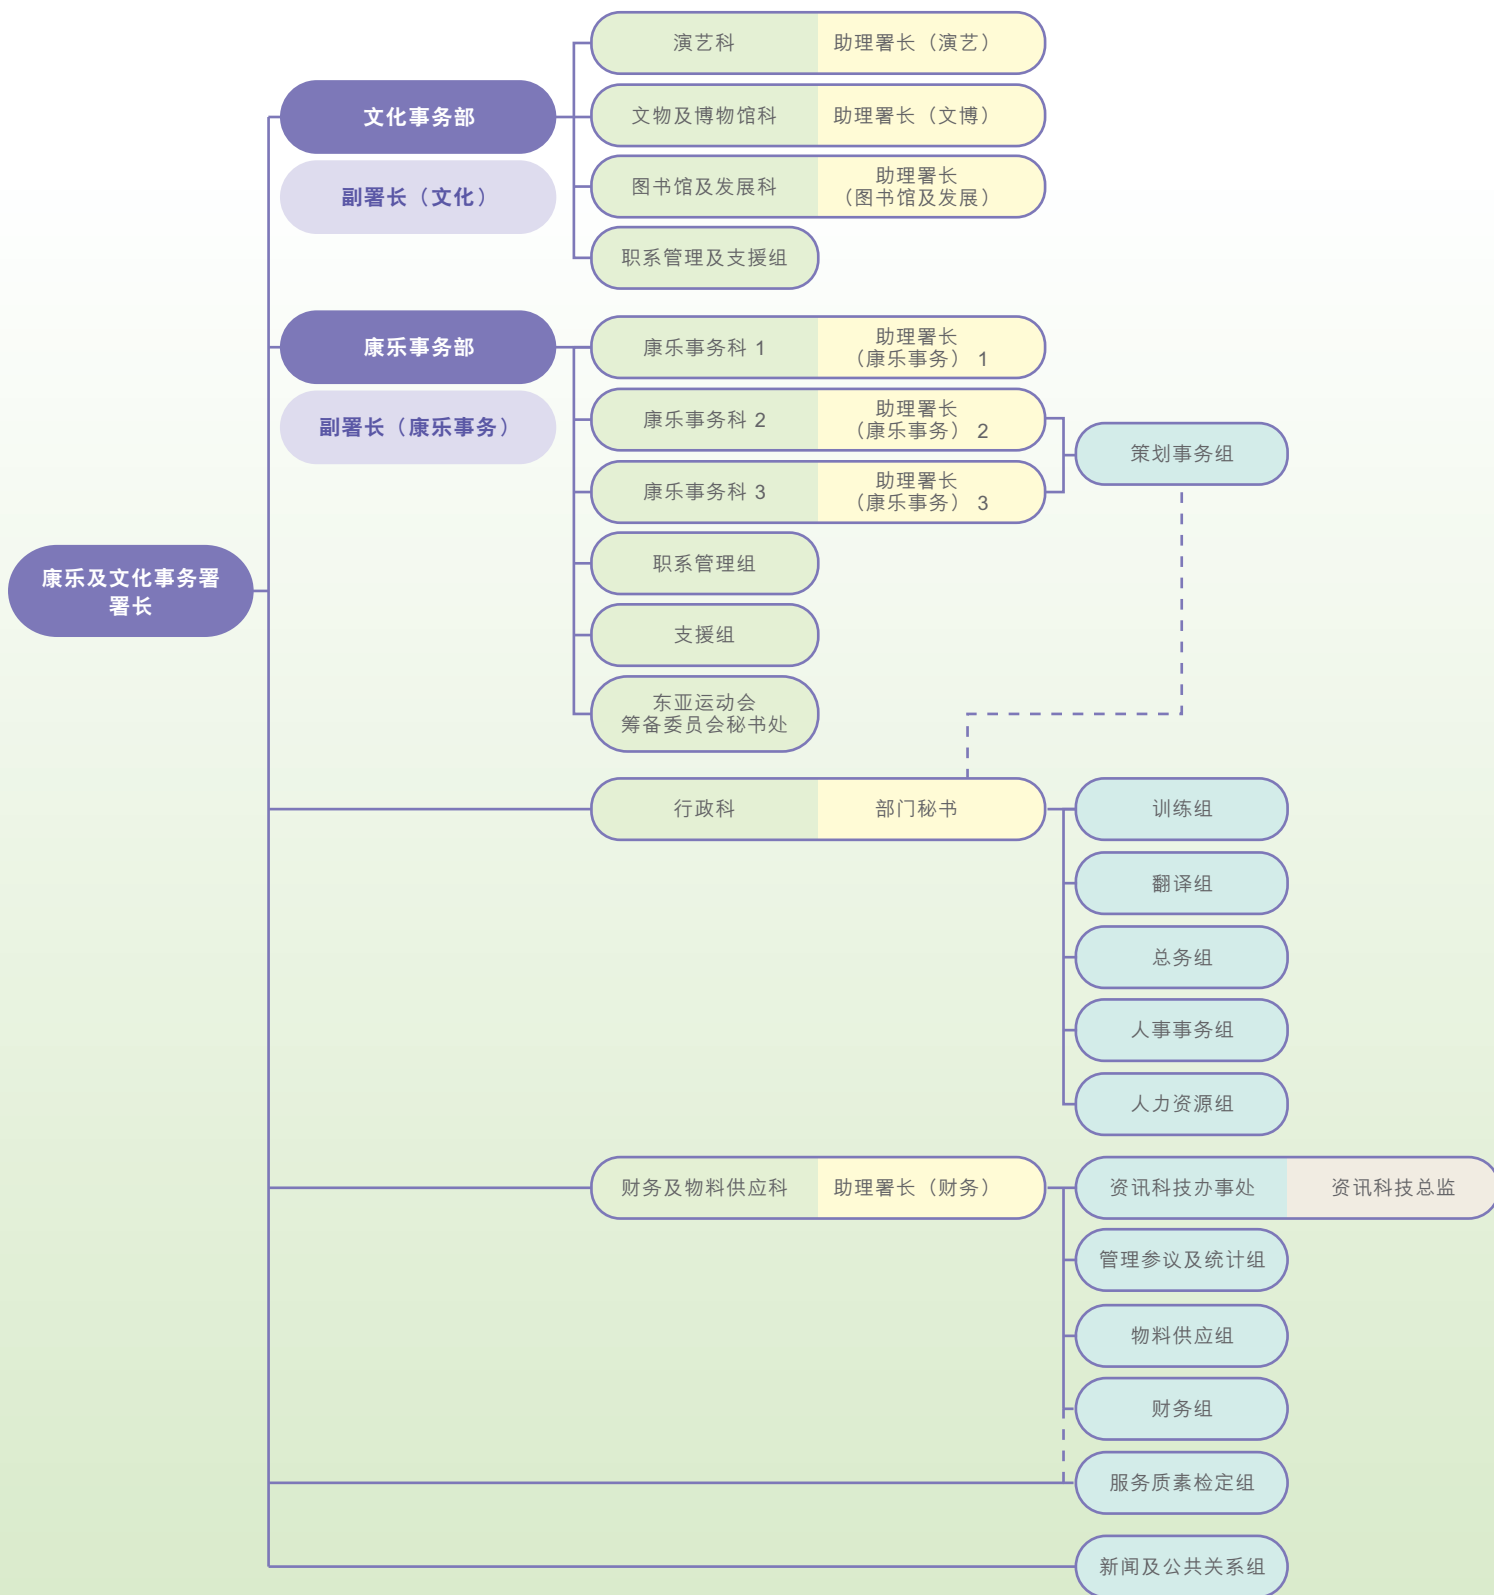 康乐及文化事务署
署长
文化事务部
副署长（文化）
演艺科
助理署长（演艺）
文物及博物馆科
助理署长（文博）
图书馆及发展科
助理署长
（图书馆及发展）
职系管理及支援组
康乐事务部
副署长（康乐事务）
康乐事务科 1
助理署长
（康乐事务） 1
康乐事务科 2
助理署长
（康乐事务） 2
康乐事务科 3
助理署长
（康乐事务） 3
策划事务组
职系管理组
支援组
东亚运动会
筹备委员会秘书处
行政科
部门秘书
训练组
翻译组
总务组
人事事务组
人力资源组
财务及物料供应科
助理署长（财务）
资讯科技办事处
资讯科技总监
管理参议及统计组
物料供应组
财务组
服务质素检定组
新闻及公共关系组